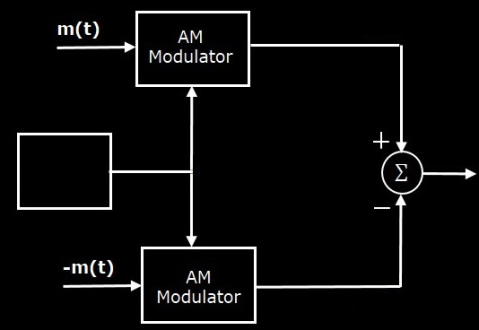 m(t)
AM
Modulator
+
Σ
−
-m(t)
AM
Modulator